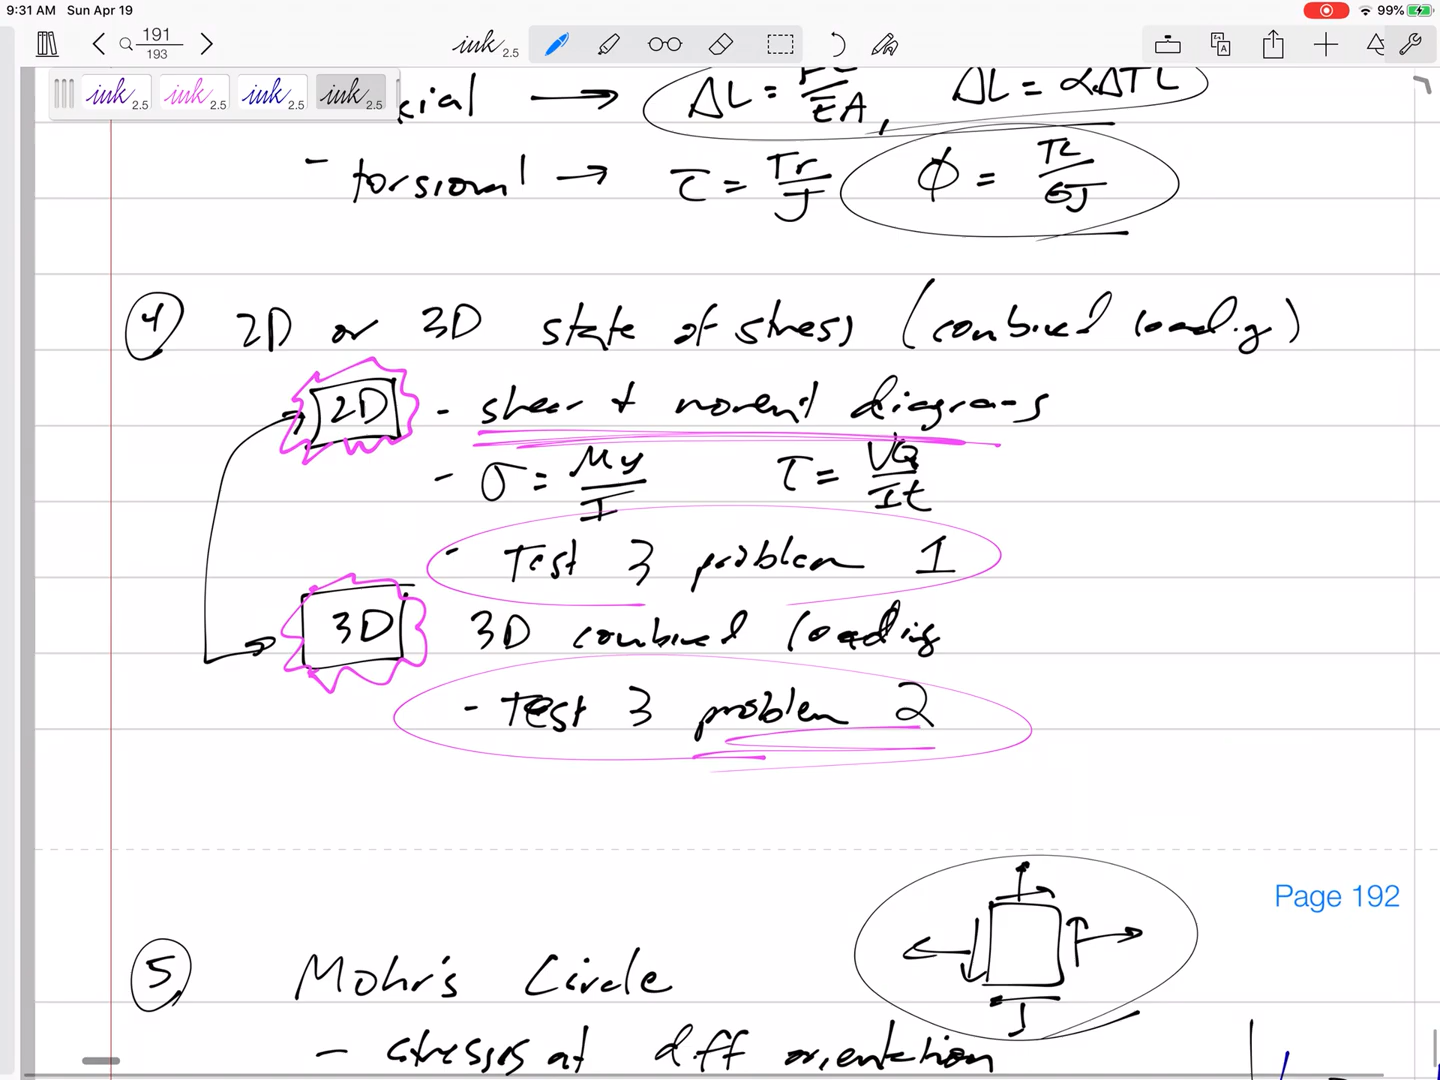 9:31 AM Sun Apr 19 99%
191
193
ink 2.5
ink 2.5 ink 2.5 ink 2.5 ink 2.5
xial → ΔL = /EA, ΔL = αΔTL
- torsional → τ = Tr/J φ = TL/GJ
④ 2D or 3D state of stress (combined loading)
2D - shear + moment diagrams
- σ = My/I τ = VQ/It
- Test 3 problem 1
3D 3D combined loading
- Test 3 problem 2
Page 192
⑤ Mohr's Circle
- stresses at diff orientation